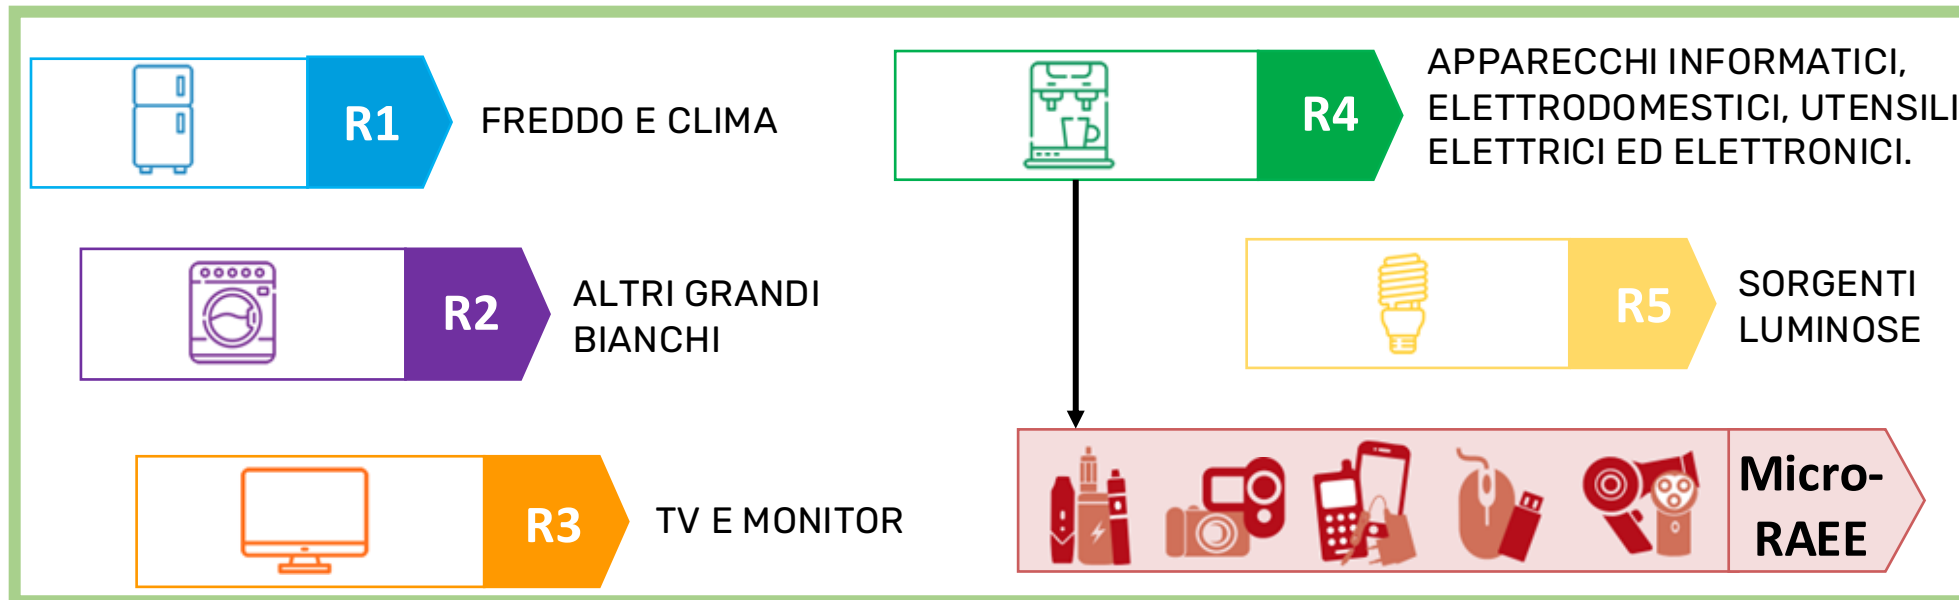 R1
FREDDO E CLIMA
R2
ALTRI GRANDI
BIANCHI
R3
TV E MONITOR
R4
APPARECCHI INFORMATICI,
ELETTRODOMESTICI, UTENSILI
ELETTRICI ED ELETTRONICI.
R5
SORGENTI
LUMINOSE
Micro-
RAEE